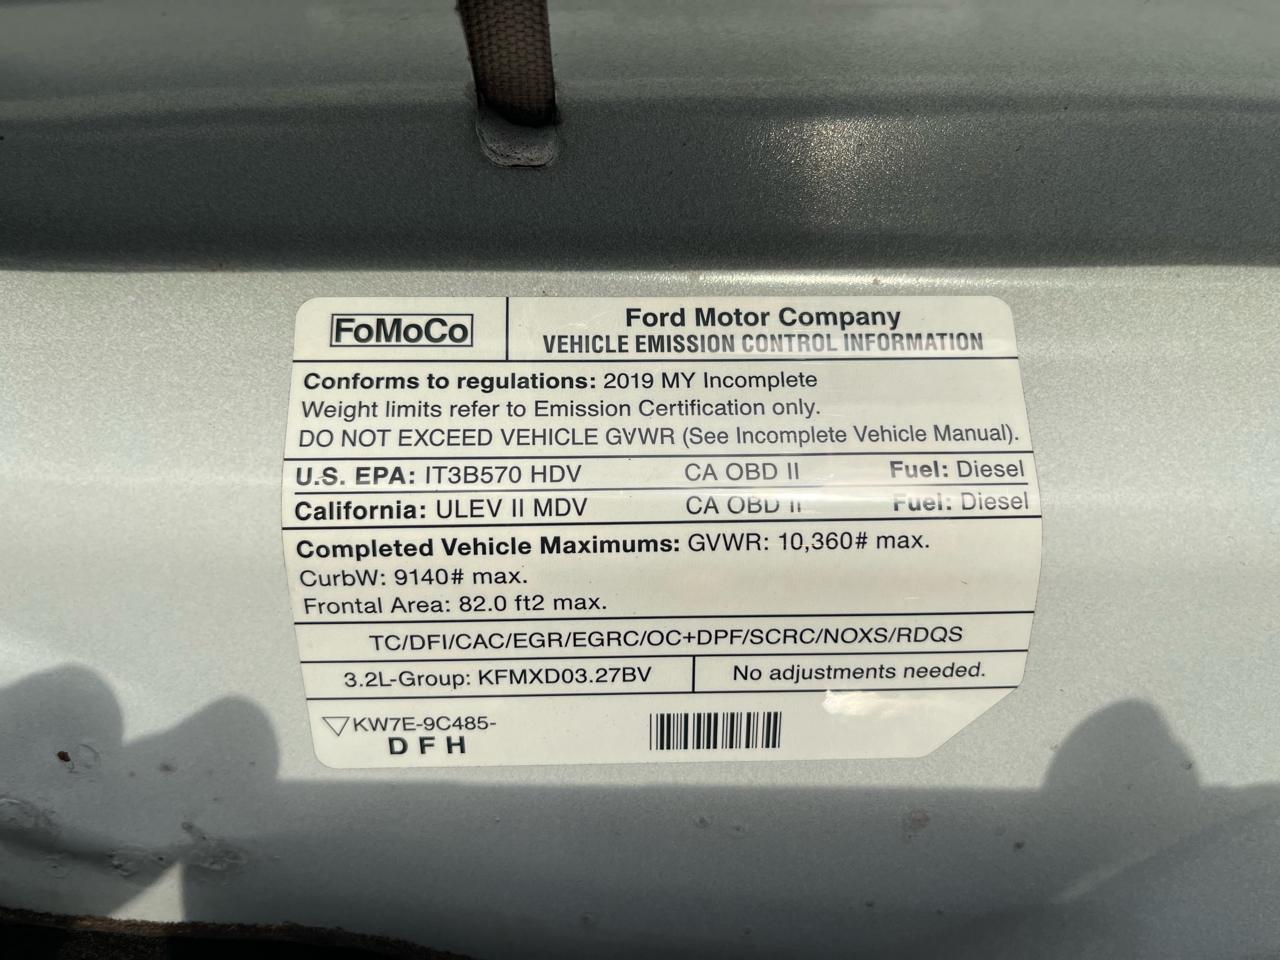 FoMoCo
Ford Motor Company
VEHICLE EMISSION CONTROL INFORMATION
Conforms to regulations: 2019 MY Incomplete
Weight limits refer to Emission Certification only.
DO NOT EXCEED VEHICLE GVWR (See Incomplete Vehicle Manual).
U.S. EPA: IT3B570 HDV CA OBD II Fuel: Diesel
California: ULEV II MDV CA OBD II Fuel: Diesel
Completed Vehicle Maximums: GVWR: 10,360# max.
CurbW: 9140# max.
Frontal Area: 82.0 ft2 max.
TC/DFI/CAC/EGR/EGRC/OC+DPF/SCRC/NOXS/RDQS
3.2L-Group: KFMXD03.27BV No adjustments needed.
KW7E-9C485-
D F H